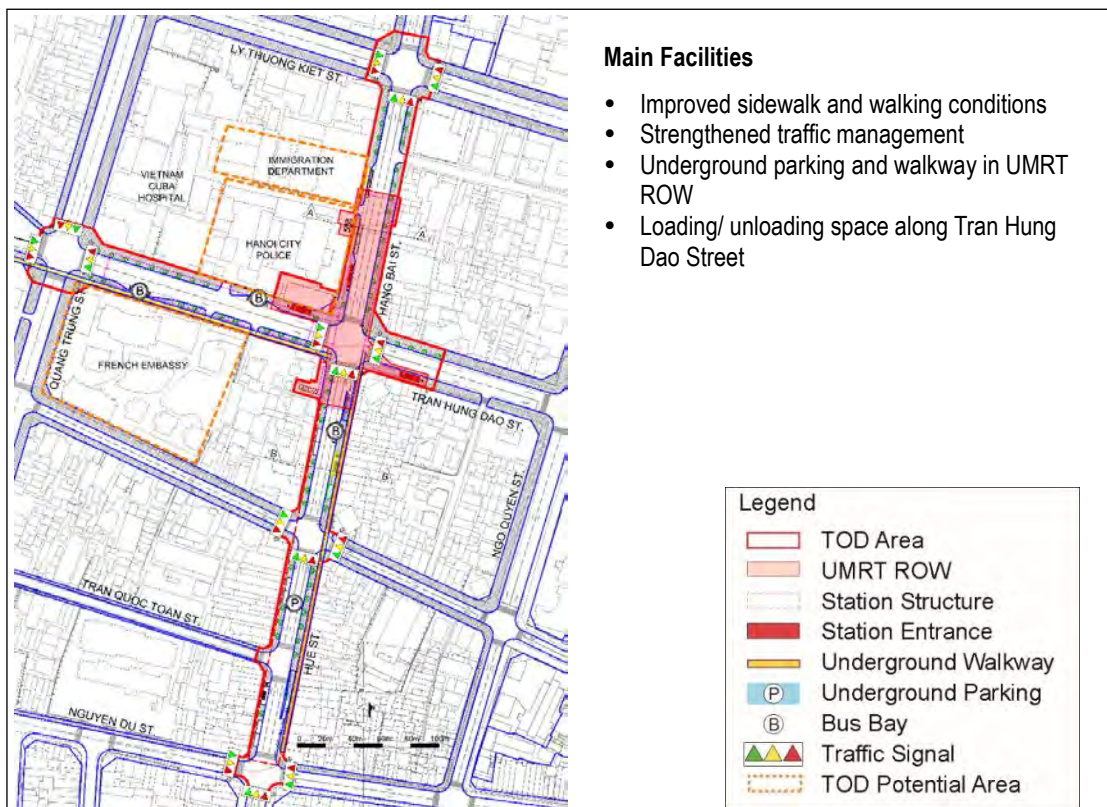 LY THUONG KIET ST.
IMMIGRATION
DEPARTMENT
VIETNAM
CUBA
HOSPITAL
A
A
HANOI CITY
POLICE
HANG BAI ST.
B
B
QUANG TRUNG ST.
FRENCH EMBASSY
TRAN HUNG DAO ST.
B
B
B
NGO QUYEN ST.
TRAN QUOC TOAN ST.
P
HUE ST.
NGUYEN DU ST.
Main Facilities
• Improved sidewalk and walking conditions
• Strengthened traffic management
• Underground parking and walkway in UMRT
ROW
• Loading/ unloading space along Tran Hung
Dao Street
Legend
TOD Area
UMRT ROW
Station Structure
Station Entrance
Underground Walkway
P Underground Parking
B Bus Bay
Traffic Signal
TOD Potential Area